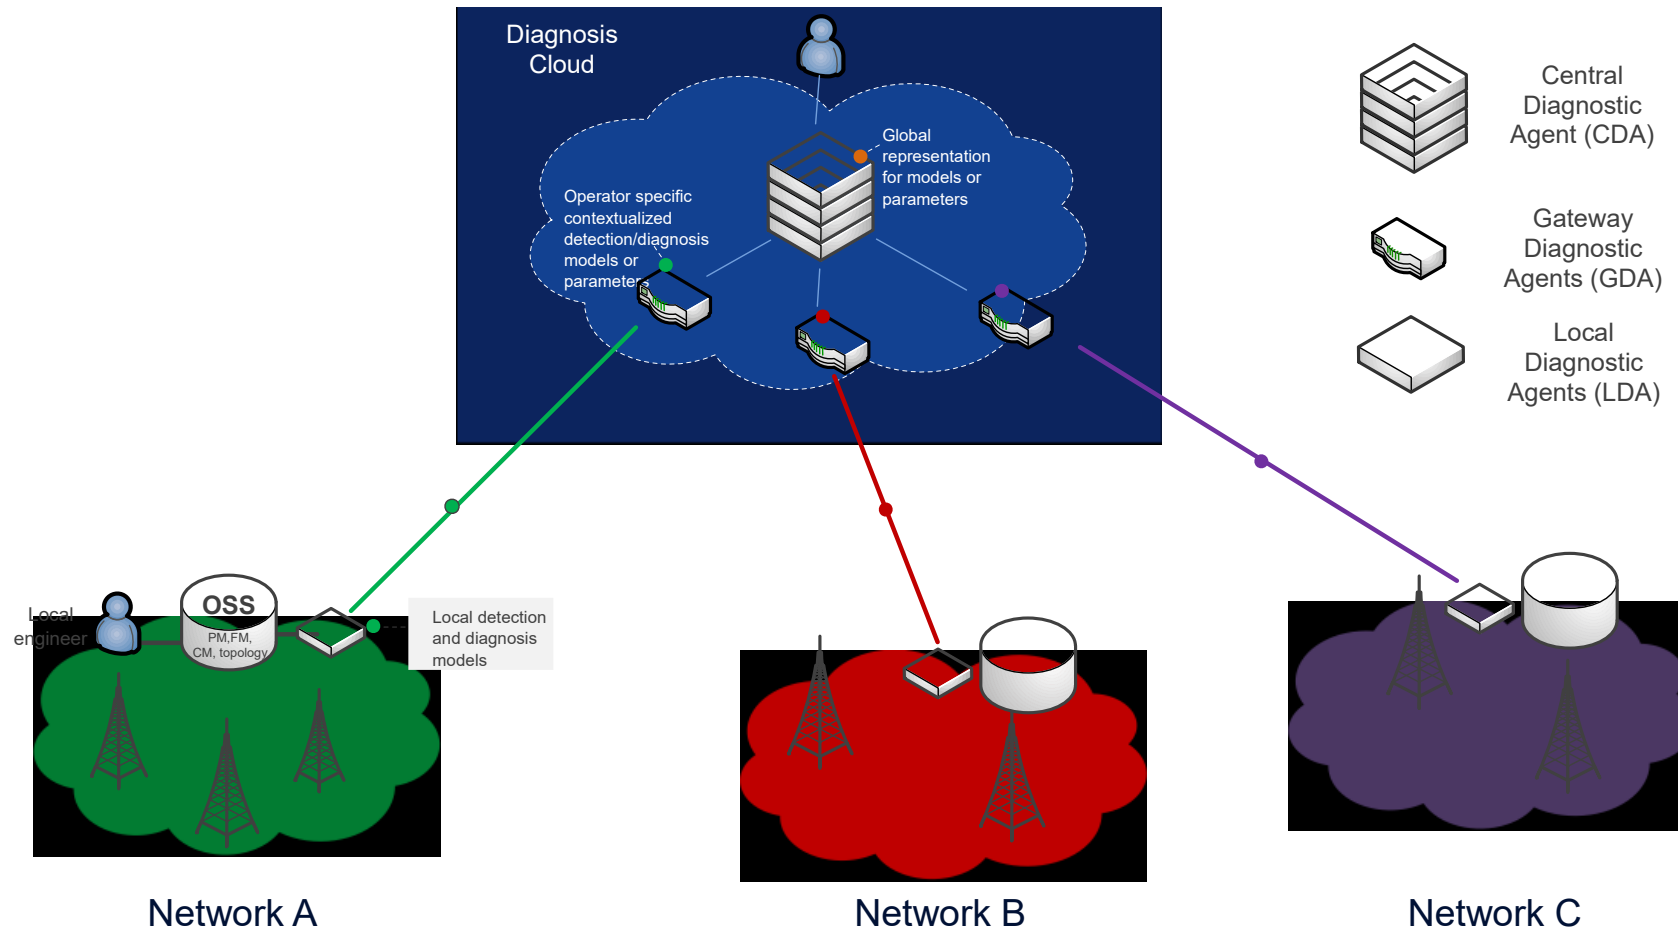 Diagnosis
Cloud
Global
representation
for models or
parameters
Operator specific
contextualized
detection/diagnosis
models or
parameters
Central
Diagnostic
Agent (CDA)
Gateway
Diagnostic
Agents (GDA)
Local
Diagnostic
Agents (LDA)
Local
engineer
OSS
PM,FM,
CM, topology
Local detection
and diagnosis
models
Network A
Network B
Network C